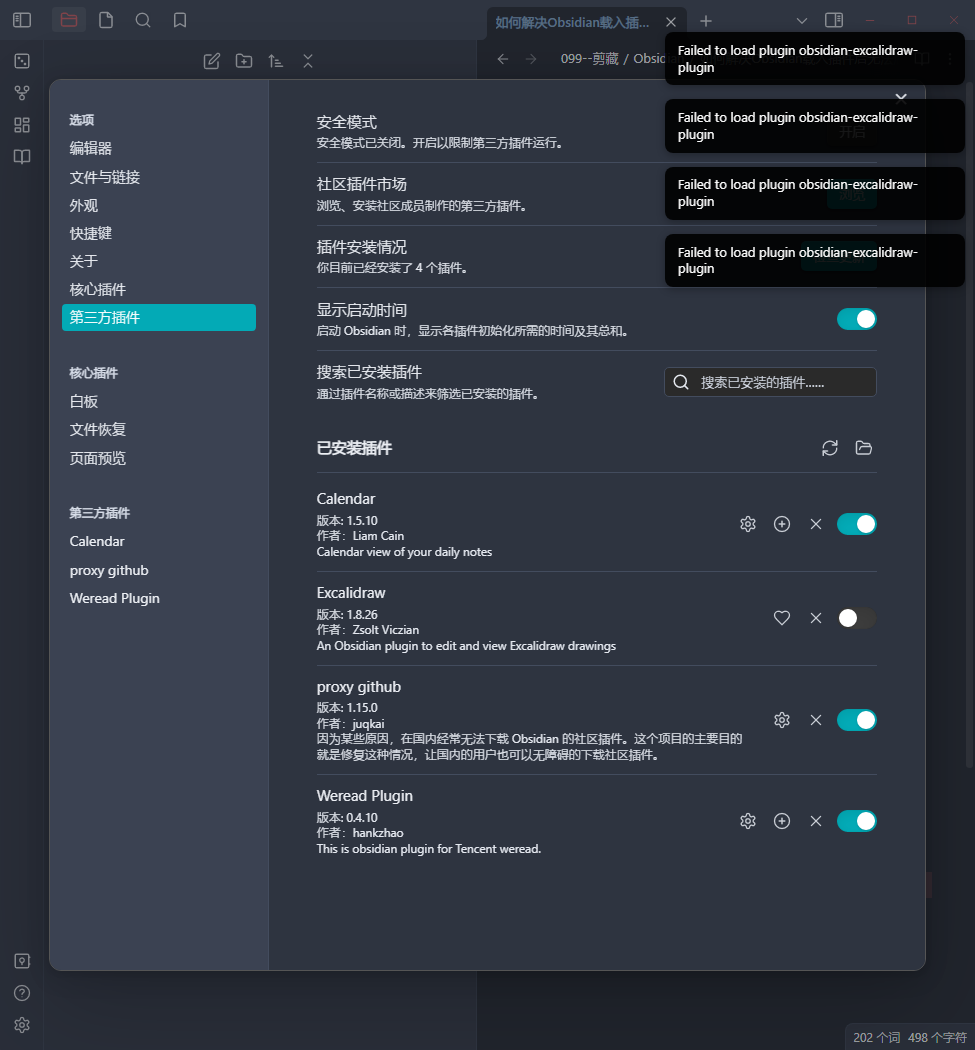 如何解决Obsidian载入插...
099--剪藏 / Obsid
Failed to load plugin obsidian-excalidraw-
plugin
Failed to load plugin obsidian-excalidraw-
plugin
Failed to load plugin obsidian-excalidraw-
plugin
Failed to load plugin obsidian-excalidraw-
plugin
选项
编辑器
文件与链接
外观
快捷键
关于
核心插件
第三方插件
核心插件
白板
文件恢复
页面预览
第三方插件
Calendar
proxy github
Weread Plugin
安全模式
安全模式已关闭。开启以限制第三方插件运行。
开启
社区插件市场
浏览、安装社区成员制作的第三方插件。
浏览
插件安装情况
你目前已经安装了 4 个插件。
显示启动时间
启动 Obsidian 时，显示各插件初始化所需的时间及其总和。
搜索已安装插件
通过插件名称或描述来筛选已安装的插件。
搜索已安装的插件......
已安装插件
Calendar
版本: 1.5.10
作者： Liam Cain
Calendar view of your daily notes
Excalidraw
版本: 1.8.26
作者： Zsolt Viczian
An Obsidian plugin to edit and view Excalidraw drawings
proxy github
版本: 1.15.0
作者： juqkai
因为某些原因，在国内经常无法下载 Obsidian 的社区插件。这个项目的主要目的
就是修复这种情况，让国内的用户也可以无障碍的下载社区插件。
Weread Plugin
版本: 0.4.10
作者： hankzhao
This is obsidian plugin for Tencent weread.
202 个词 498 个字符